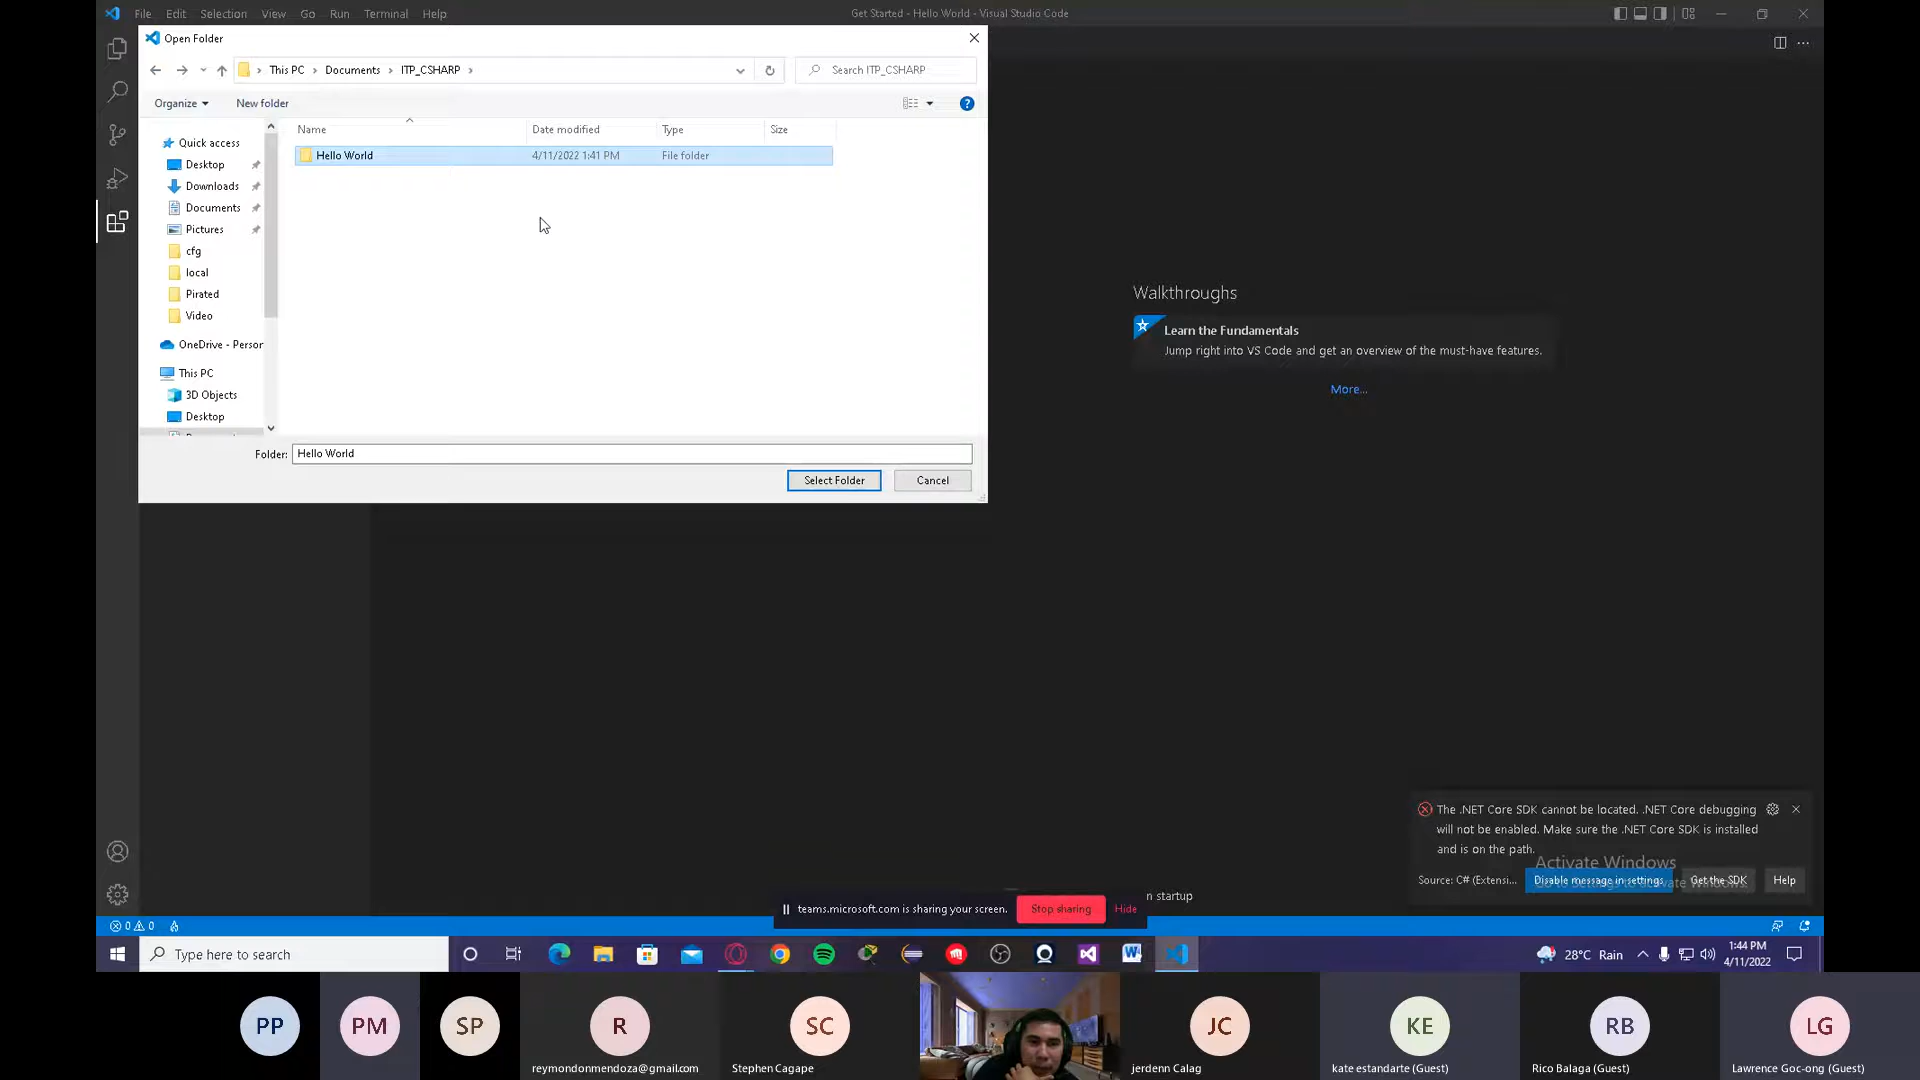 File Edit Selection View Go Run Terminal Help
Get Started - Hello World - Visual Studio Code
Open Folder
This PC > Documents > ITP_CSHARP >
Search ITP_CSHARP
Organize
New folder
?
Name Date modified Type Size
Hello World 4/11/2022 1:41 PM File folder
Quick access
Desktop
Downloads
Documents
Pictures
cfg
local
Pirated
Video
OneDrive - Person
This PC
3D Objects
Desktop
Folder: Hello World
Select Folder
Cancel
Walkthroughs
Learn the Fundamentals
Jump right into VS Code and get an overview of the must-have features.
More...
The .NET Core SDK cannot be located. .NET Core debugging
will not be enabled. Make sure the .NET Core SDK is installed
and is on the path.
Activate Windows
Go to Settings to activate Windows.
Source: C# (Extensi...
Disable message in settings
Get the SDK
Help
n startup
teams.microsoft.com is sharing your screen.
Stop sharing
Hide
0 0
Type here to search
28°C Rain
1:44 PM
4/11/2022
PP
PM
SP
R
SC
JC
KE
RB
LG
reymondonmendoza@gmail.com
Stephen Cagape
jerdenn Calag
kate estandarte (Guest)
Rico Balaga (Guest)
Lawrence Goc-ong (Guest)